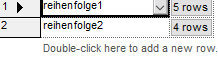 1 reihenfolge1 5 rows
2 reihenfolge2 4 rows
Double-click here to add a new row.